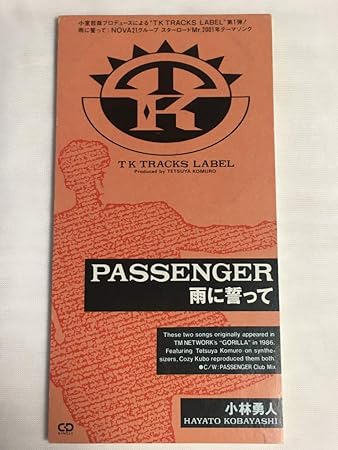 小室哲哉プロデュースによる"TK TRACKS LABEL"第1弾!
雨に誓って:NOVA21グループ スターロードMr.2001年テーマソング
TK
TK TRACKS LABEL
Produced by TETSUYA KOMURO
PASSENGER
雨に誓って
These two songs originally appeared in
TM NETWORK's "GORILLA" in 1986.
Featuring Tetsuya Komuro on synthe-
sizers, Cozy Kubo reproduced them both.
●C/W:PASSENGER Club Mix
小林勇人
HAYATO KOBAYASHI
CD
SINGLE